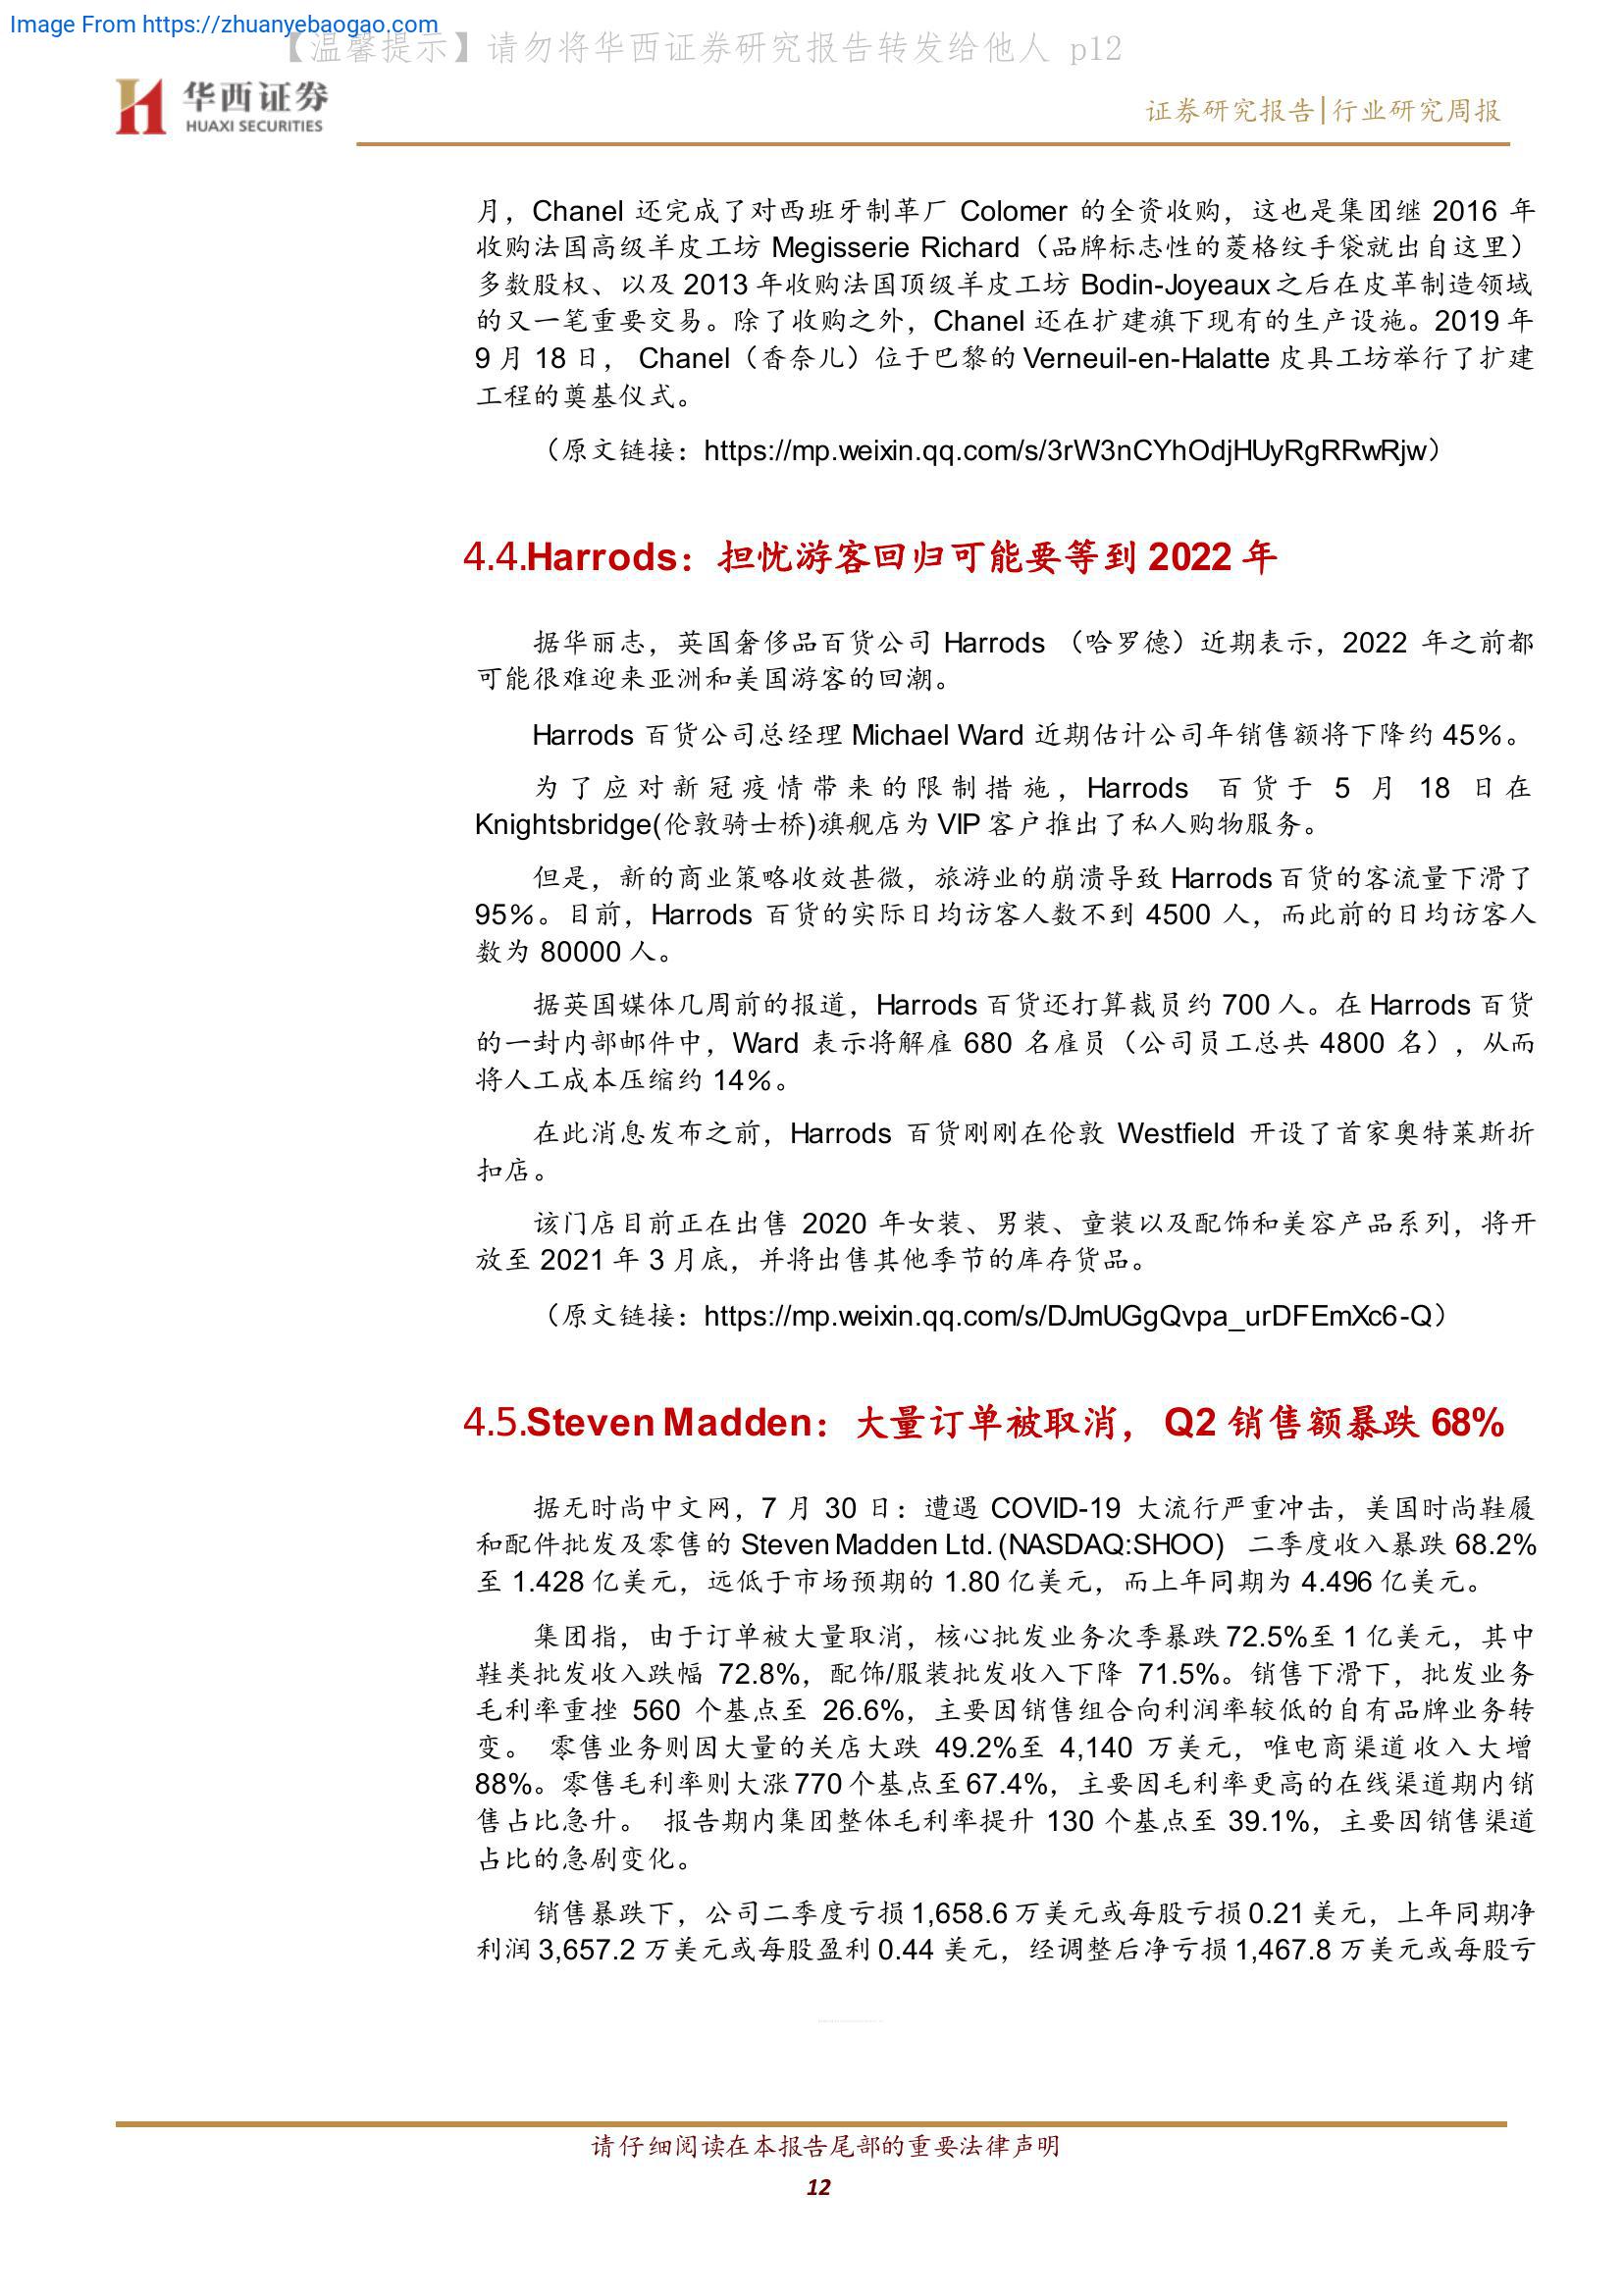 Image From https://zhuanyebaogao.com
【温馨提示】请勿将华西证券研究报告转发给他人 p12
华西证券
HUAXI SECURITIES
证券研究报告|行业研究周报
月，Chanel 还完成了对西班牙制革厂 Colomer 的全资收购，这也是集团继 2016 年
收购法国高级羊皮工坊 Megisserie Richard（品牌标志性的菱格纹手袋就出自这里）
多数股权、以及 2013 年收购法国顶级羊皮工坊 Bodin-Joyeaux 之后在皮革制造领域
的又一笔重要交易。除了收购之外，Chanel 还在扩建旗下现有的生产设施。2019 年
9 月 18 日， Chanel（香奈儿）位于巴黎的 Verneuil-en-Halatte 皮具工坊举行了扩建
工程的奠基仪式。
（原文链接：https://mp.weixin.qq.com/s/3rW3nCYhOdjHUyRgRRwRjw）
4.4.Harrods：担忧游客回归可能要等到 2022 年
据华丽志，英国奢侈品百货公司 Harrods （哈罗德）近期表示，2022 年之前都
可能很难迎来亚洲和美国游客的回潮。
Harrods 百货公司总经理 Michael Ward 近期估计公司年销售额将下降约 45%。
为了应对新冠疫情带来的限制措施，Harrods 百货于 5 月 18 日在
Knightsbridge(伦敦骑士桥)旗舰店为 VIP 客户推出了私人购物服务。
但是，新的商业策略收效甚微，旅游业的崩溃导致 Harrods 百货的客流量下滑了
95%。目前，Harrods 百货的实际日均访客人数不到 4500 人，而此前的日均访客人
数为 80000 人。
据英国媒体几周前的报道，Harrods 百货还打算裁员约 700 人。在 Harrods 百货
的一封内部邮件中，Ward 表示将解雇 680 名雇员（公司员工总共 4800 名），从而
将人工成本压缩约 14%。
在此消息发布之前，Harrods 百货刚刚在伦敦 Westfield 开设了首家奥特莱斯折
扣店。
该门店目前正在出售 2020 年女装、男装、童装以及配饰和美容产品系列，将开
放至 2021 年 3 月底，并将出售其他季节的库存货品。
（原文链接：https://mp.weixin.qq.com/s/DJmUGgQvpa_urDFEmXc6-Q）
4.5.Steven Madden：大量订单被取消， Q2 销售额暴跌 68%
据无时尚中文网，7 月 30 日：遭遇 COVID-19 大流行严重冲击，美国时尚鞋履
和配件批发及零售的 Steven Madden Ltd. (NASDAQ:SHOO) 二季度收入暴跌 68.2%
至 1.428 亿美元，远低于市场预期的 1.80 亿美元，而上年同期为 4.496 亿美元。
集团指，由于订单被大量取消，核心批发业务次季暴跌 72.5%至 1 亿美元，其中
鞋类批发收入跌幅 72.8%，配饰/服装批发收入下降 71.5%。销售下滑下，批发业务
毛利率重挫 560 个基点至 26.6%，主要因销售组合向利润率较低的自有品牌业务转
变。 零售业务则因大量的关店大跌 49.2%至 4,140 万美元，唯电商渠道收入大增
88%。零售毛利率则大涨 770 个基点至 67.4%，主要因毛利率更高的在线渠道期内销
售占比急升。 报告期内集团整体毛利率提升 130 个基点至 39.1%，主要因销售渠道
占比的急剧变化。
销售暴跌下，公司二季度亏损 1,658.6 万美元或每股亏损 0.21 美元，上年同期净
利润 3,657.2 万美元或每股盈利 0.44 美元，经调整后净亏损 1,467.8 万美元或每股亏
请仔细阅读在本报告尾部的重要法律声明
12